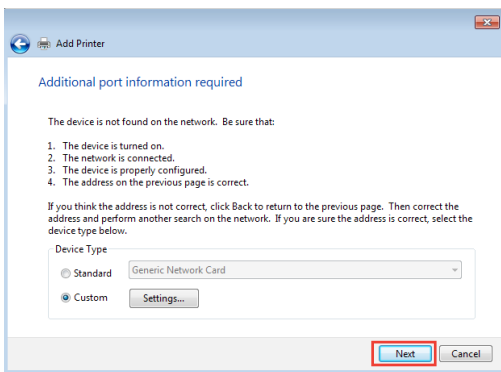 Add Printer
Additional port information required
The device is not found on the network. Be sure that:
1. The device is turned on.
2. The network is connected.
3. The device is properly configured.
4. The address on the previous page is correct.
If you think the address is not correct, click Back to return to the previous page. Then correct the
address and perform another search on the network. If you are sure the address is correct, select the
device type below.
Device Type
Standard Generic Network Card
Custom Settings...
Next Cancel